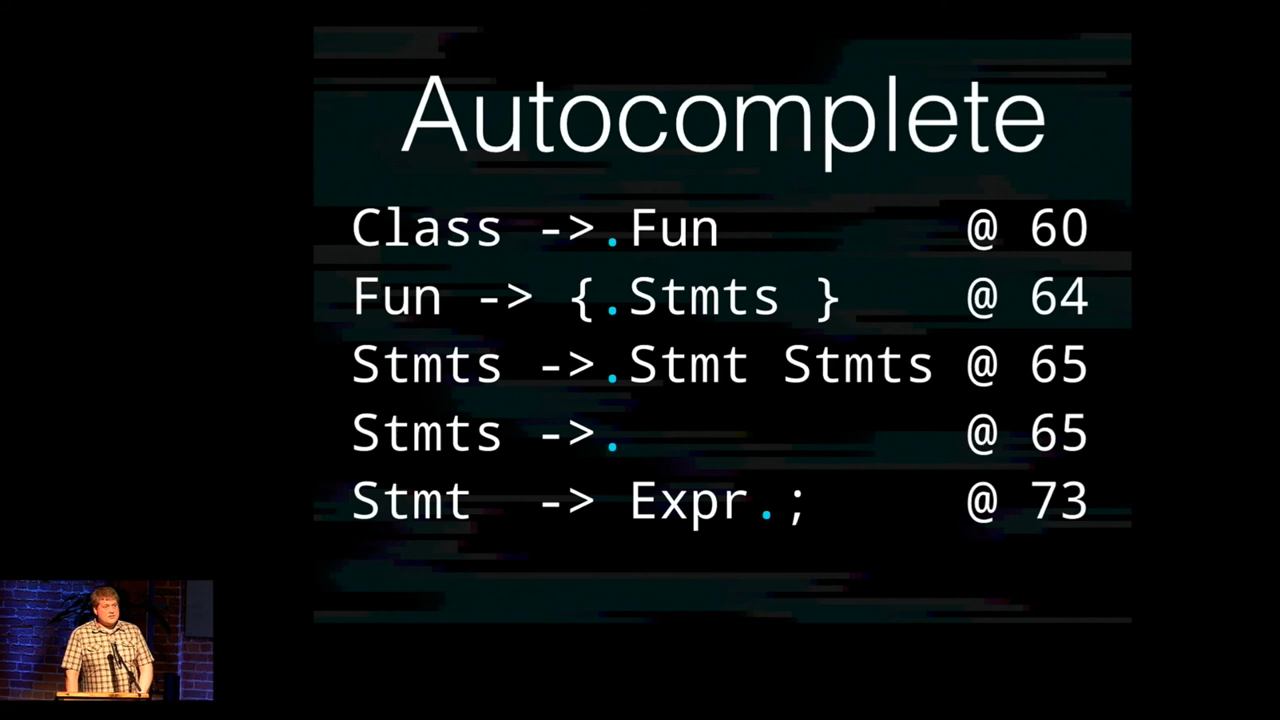 Autocomplete
Class ->.Fun @ 60
Fun -> {.Stmts } @ 64
Stmts ->.Stmt Stmts @ 65
Stmts ->. @ 65
Stmt -> Expr.; @ 73